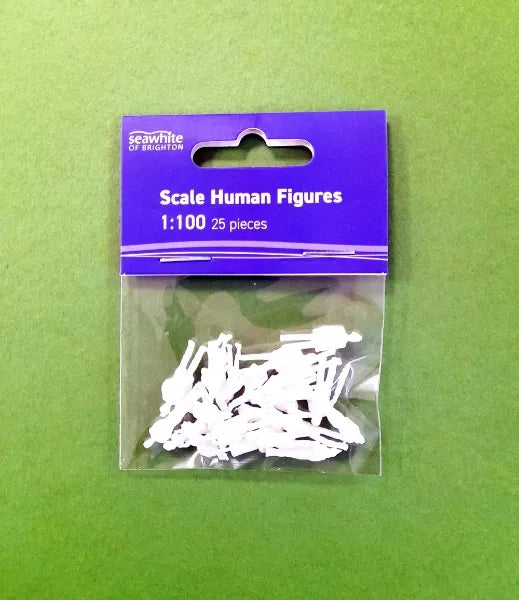 seawhite
OF BRIGHTON
Scale Human Figures
1:100 25 pieces